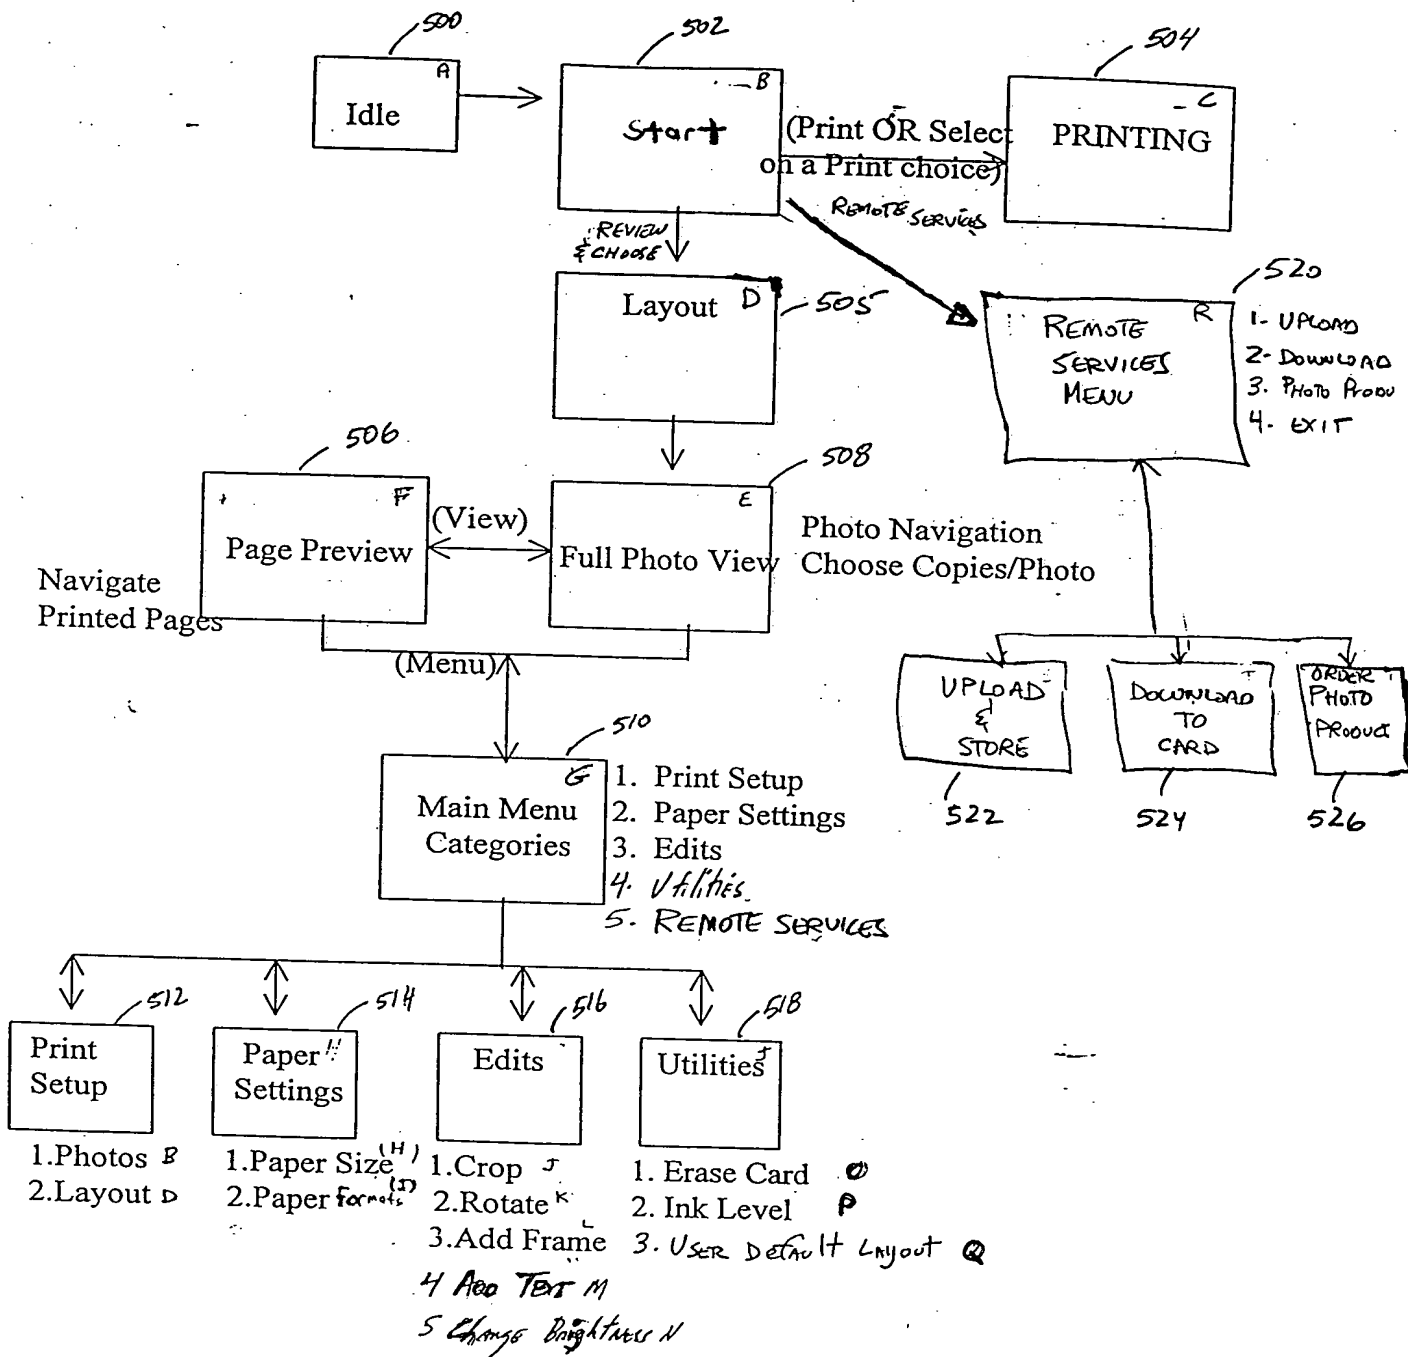 500
502
504
A
Idle
B
Start
(Print OR Select
on a Print choice)
C
PRINTING
REMOTE SERVICES
REVIEW
& CHOOSE
Layout D
505
520
REMOTE R
SERVICES
MENU
1- UPLOAD
2- DOWNLOAD
3. PHOTO PRODU
4- EXIT
506
508
F
Page Preview
(View)
E
Full Photo View
Photo Navigation
Choose Copies/Photo
Navigate
Printed Pages
(Menu)
UPLOAD
&
STORE
DOWNLOAD
TO
CARD
ORDER
PHOTO
PRODUCT
522
524
526
510
G
Main Menu
Categories
1. Print Setup
2. Paper Settings
3. Edits
4. Utilities
5. REMOTE SERVICES
512
514
516
518
Print
Setup
Paper
Settings
Edits
Utilities J
1.Photos B
2.Layout D
1.Paper Size (H)
2.Paper formats (I)
1.Crop J
2.Rotate K
3.Add Frame L
4 ADD TEXT M
5 Change Brightness N
1. Erase Card O
2. Ink Level P
3. USER DEFAULT LAYOUT Q